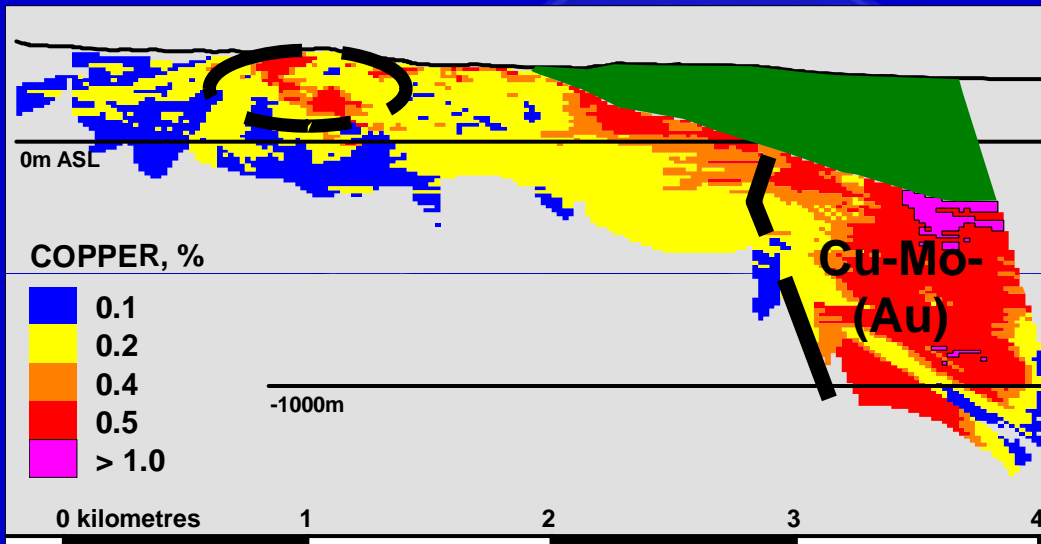 0m ASL
COPPER, %
0.1
0.2
0.4
0.5
> 1.0
Cu-Mo-
(Au)
-1000m
0 kilometres 1 2 3 4